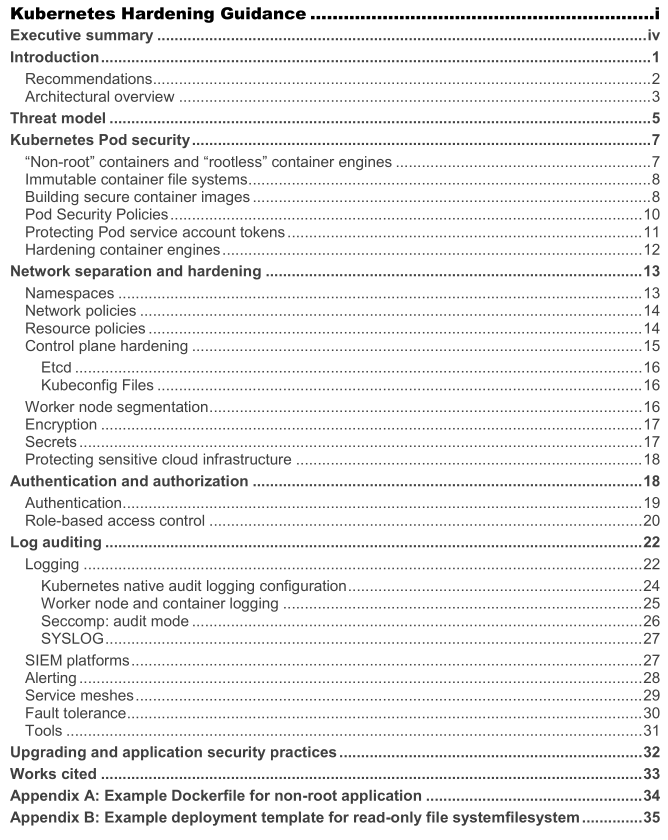 Kubernetes Hardening Guidance ............................................................... i
Executive summary ..................................................................... iv
Introduction ..................................................................... 1
Recommendations ..................................................................... 2
Architectural overview ..................................................................... 3
Threat model ..................................................................... 5
Kubernetes Pod security ..................................................................... 7
“Non-root” containers and “rootless” container engines ..................................................................... 7
Immutable container file systems ..................................................................... 8
Building secure container images ..................................................................... 8
Pod Security Policies ..................................................................... 10
Protecting Pod service account tokens ..................................................................... 11
Hardening container engines ..................................................................... 12
Network separation and hardening ..................................................................... 13
Namespaces ..................................................................... 13
Network policies ..................................................................... 14
Resource policies ..................................................................... 14
Control plane hardening ..................................................................... 15
Etcd ..................................................................... 16
Kubeconfig Files ..................................................................... 16
Worker node segmentation ..................................................................... 16
Encryption ..................................................................... 17
Secrets ..................................................................... 17
Protecting sensitive cloud infrastructure ..................................................................... 18
Authentication and authorization ..................................................................... 18
Authentication ..................................................................... 19
Role-based access control ..................................................................... 20
Log auditing ..................................................................... 22
Logging ..................................................................... 22
Kubernetes native audit logging configuration ..................................................................... 24
Worker node and container logging ..................................................................... 25
Seccomp: audit mode ..................................................................... 26
SYSLOG ..................................................................... 27
SIEM platforms ..................................................................... 27
Alerting ..................................................................... 28
Service meshes ..................................................................... 29
Fault tolerance ..................................................................... 30
Tools ..................................................................... 31
Upgrading and application security practices ..................................................................... 32
Works cited ..................................................................... 33
Appendix A: Example Dockerfile for non-root application ..................................................................... 34
Appendix B: Example deployment template for read-only file systemfilesystem .............. 35